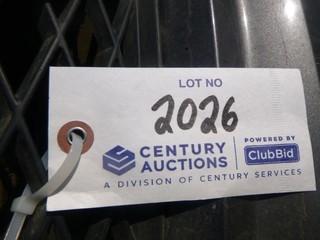 LOT NO
2026
CENTURY AUCTIONS
POWERED BY
ClubBid
A DIVISION OF CENTURY SERVICES